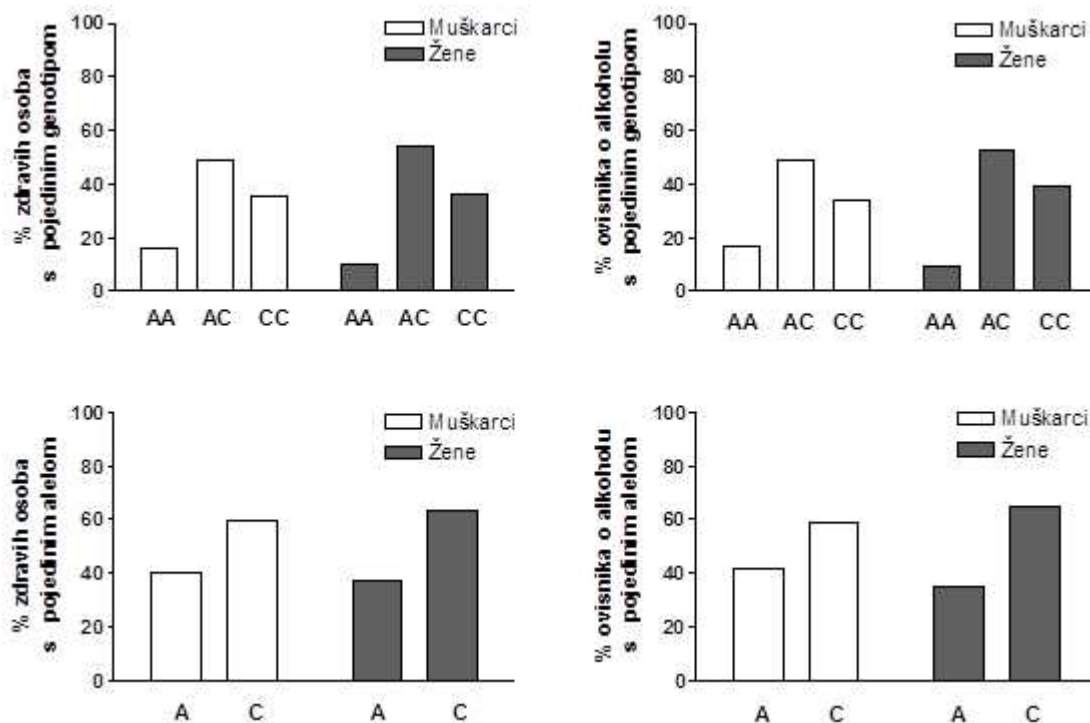 % zdravih osoba
s pojedinim genotipom
100
80
60
40
20
0
Muškarci
Žene
AA AC CC AA AC CC
% ovisnika o alkoholu
s pojedinim genotipom
100
80
60
40
20
0
Muškarci
Žene
AA AC CC AA AC CC
% zdravih osoba
s pojedinim alelom
100
80
60
40
20
0
Muškarci
Žene
A C A C
% ovisnika o alkoholu
s pojedinim alelom
100
80
60
40
20
0
Muškarci
Žene
A C A C